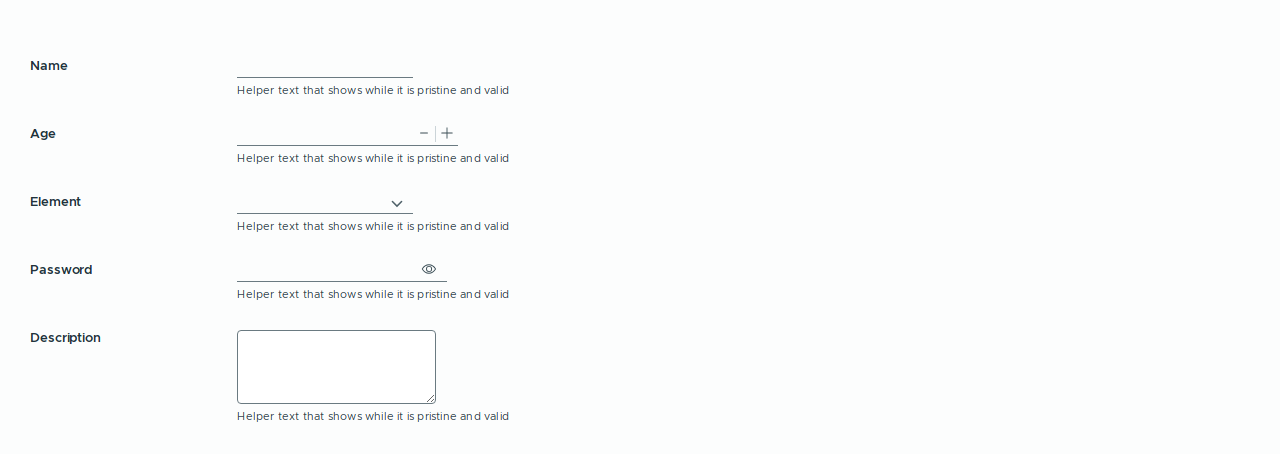 Name
Helper text that shows while it is pristine and valid
Age
Helper text that shows while it is pristine and valid
Element
Helper text that shows while it is pristine and valid
Password
Helper text that shows while it is pristine and valid
Description
Helper text that shows while it is pristine and valid